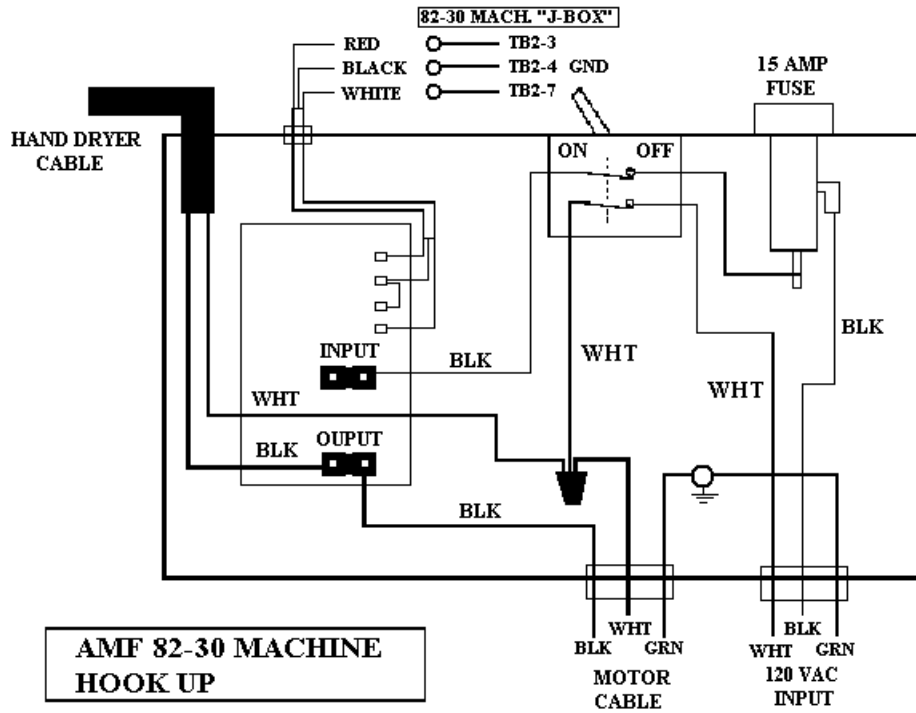 82-30 MACH. "J-BOX"
RED TB2-3
BLACK TB2-4 GND
WHITE TB2-7
15 AMP
FUSE
HAND DRYER
CABLE
ON OFF
INPUT
BLK
WHT
BLK
WHT
WHT
BLK
OUPUT
BLK
WHT BLK
BLK GRN WHT GRN
MOTOR
CABLE
120 VAC
INPUT
AMF 82-30 MACHINE
HOOK UP